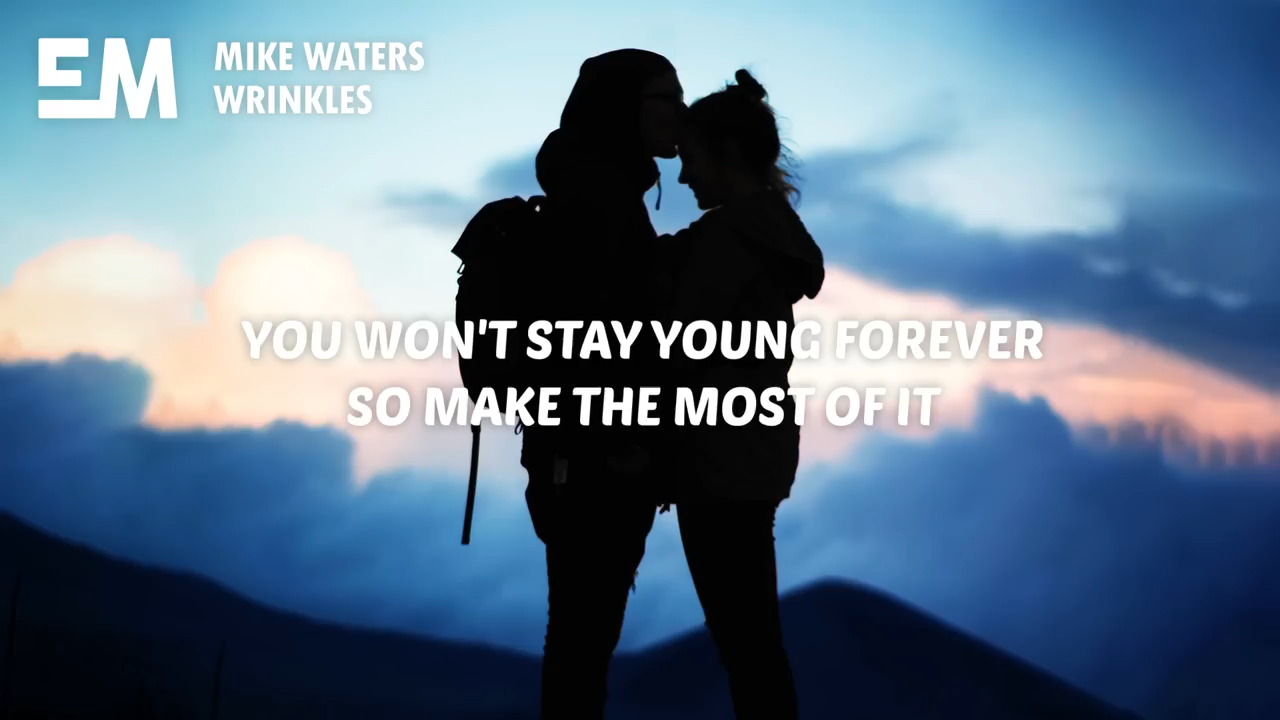 EM
MIKE WATERS
WRINKLES
YOU WON'T STAY YOUNG FOREVER
SO MAKE THE MOST OF IT